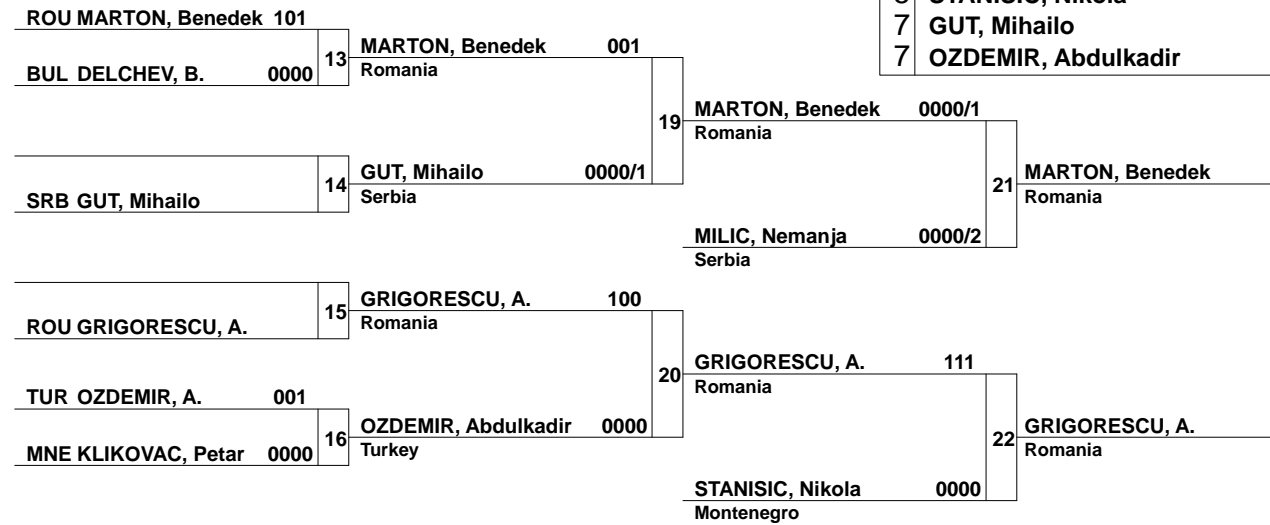 5 STANISIC, Nikola
7 GUT, Mihailo
7 OZDEMIR, Abdulkadir
ROU MARTON, Benedek 101
BUL DELCHEV, B. 0000
13
MARTON, Benedek 001
Romania
SRB GUT, Mihailo
14
GUT, Mihailo 0000/1
Serbia
19
MARTON, Benedek 0000/1
Romania
MILIC, Nemanja 0000/2
Serbia
21
MARTON, Benedek
Romania
ROU GRIGORESCU, A.
15
GRIGORESCU, A. 100
Romania
TUR OZDEMIR, A. 001
MNE KLIKOVAC, Petar 0000
16
OZDEMIR, Abdulkadir 0000
Turkey
20
GRIGORESCU, A. 111
Romania
STANISIC, Nikola 0000
Montenegro
22
GRIGORESCU, A.
Romania